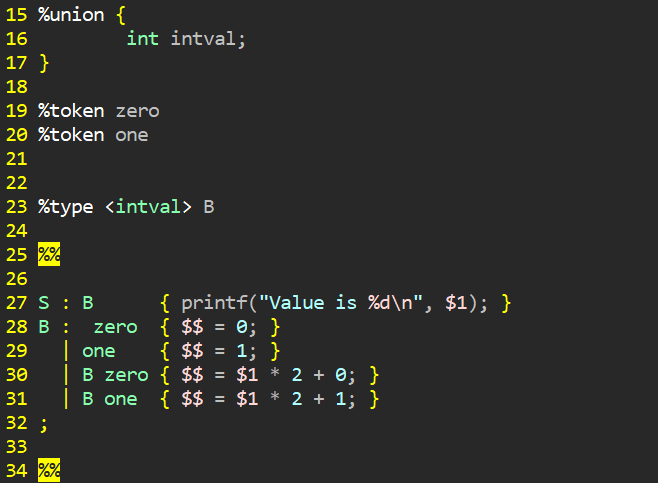 15 %union {
16         int intval;
17 }
18
19 %token zero
20 %token one
21
22
23 %type <intval> B
24
25 %%
26
27 S : B      { printf("Value is %d\n", $1); }
28 B :  zero  { $$ = 0; }
29   | one    { $$ = 1; }
30   | B zero { $$ = $1 * 2 + 0; }
31   | B one  { $$ = $1 * 2 + 1; }
32 ;
33
34 %%